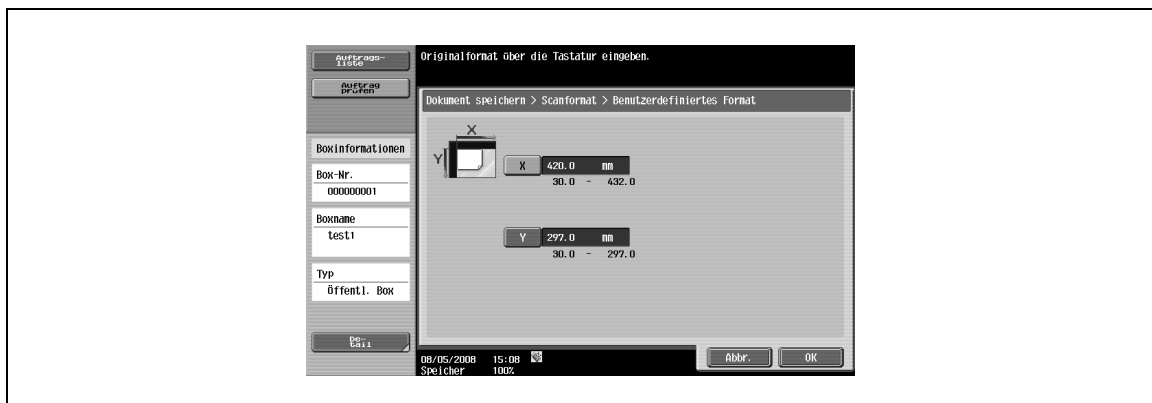 Auftrags-
liste
Auftrag
prüfen
Boxinformationen
Box-Nr.
000000001
Boxname
test1
Typ
Öffentl. Box
De-
tail
Originalformat über die Tastatur eingeben.
Dokument speichern > Scanformat > Benutzerdefiniertes Format
X
Y
X 420.0 mm
30.0 - 432.0
Y 297.0 mm
30.0 - 297.0
08/05/2008 15:08
Speicher 100%
Abbr. OK